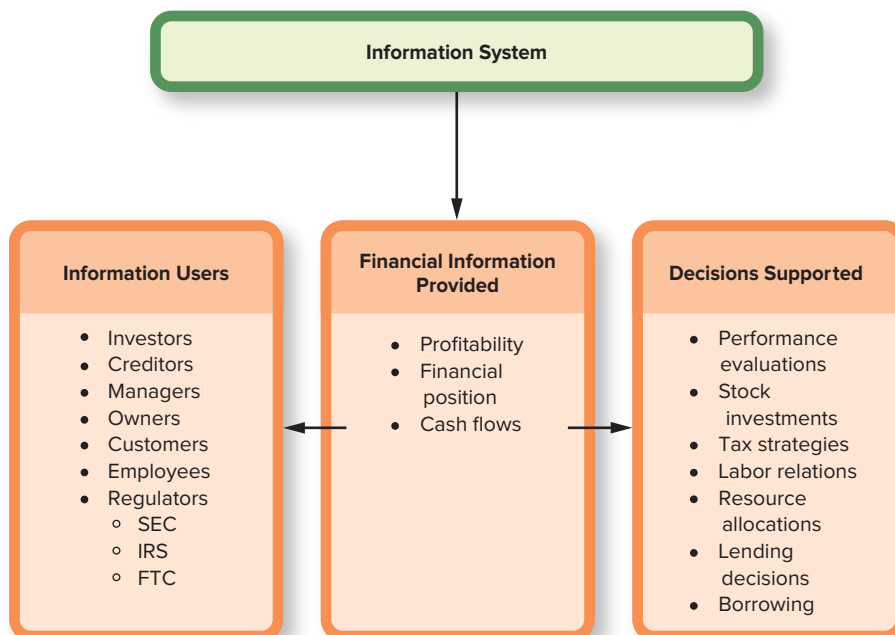 Information System
Information Users
• Investors
• Creditors
• Managers
• Owners
• Customers
• Employees
• Regulators
◦ SEC
◦ IRS
◦ FTC
Financial Information
Provided
• Profitability
• Financial
position
• Cash flows
Decisions Supported
• Performance
evaluations
• Stock
investments
• Tax strategies
• Labor relations
• Resource
allocations
• Lending
decisions
• Borrowing